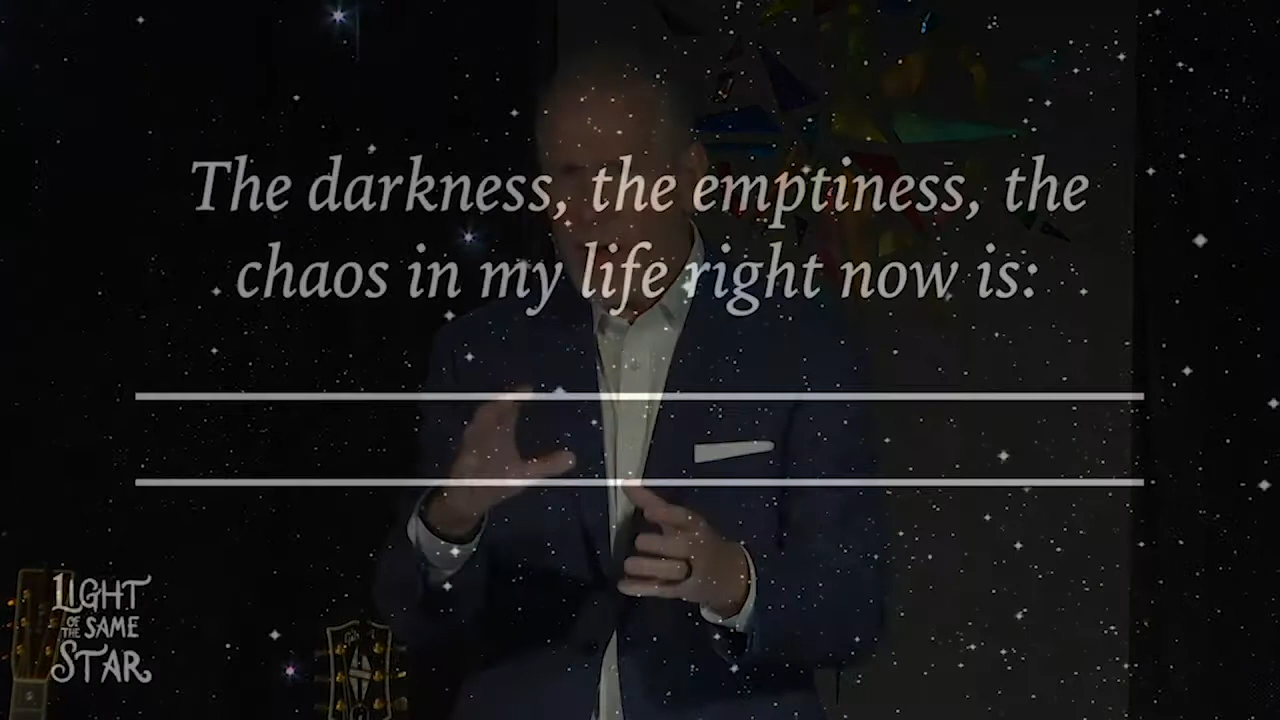 The darkness, the emptiness, the
chaos in my life right now is:
LIGHT
OF THE SAME
STAR